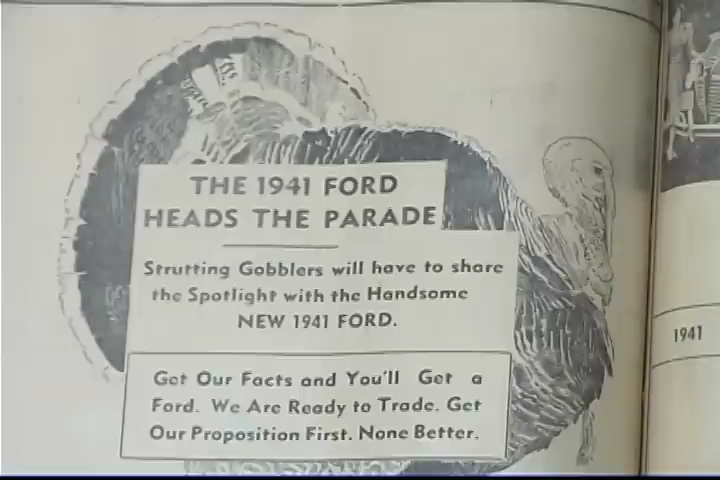 THE 1941 FORD
HEADS THE PARADE
Strutting Gobblers will have to share
the Spotlight with the Handsome
NEW 1941 FORD.
Get Our Facts and You'll Get a
Ford. We Are Ready to Trade. Get
Our Proposition First. None Better.
1941